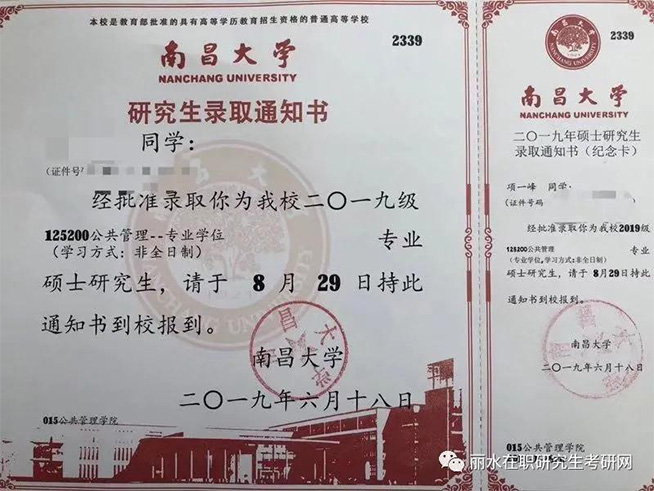 本校是教育部批准的具有高等学历教育招生资格的普通高等学校
2339
南昌大学
NANCHANG UNIVERSITY
研究生录取通知书
同学：
(证件号
经批准录取你为我校二〇一九级
125200公共管理--专业学位
(学习方式：非全日制)
专业
硕士研究生，请于 8 月 29 日持此
通知书到校报到。
南昌大学
二〇一九年六月十八日
015公共管理学院
2339
南昌大学
NANCHANG UNIVERSITY
二〇一九年硕士研究生
录取通知书（纪念卡）
项一峰 同学：
(证件号码
经批准录取你为我校2019级
125200公共管理
(专业学位，学习方式：非全日制)
专业
硕士研究生，请于 8月29日持此
通知书到校报到。
南昌大学
二〇一九年六月十八日
015公共管理学院
丽水在职研究生考研网